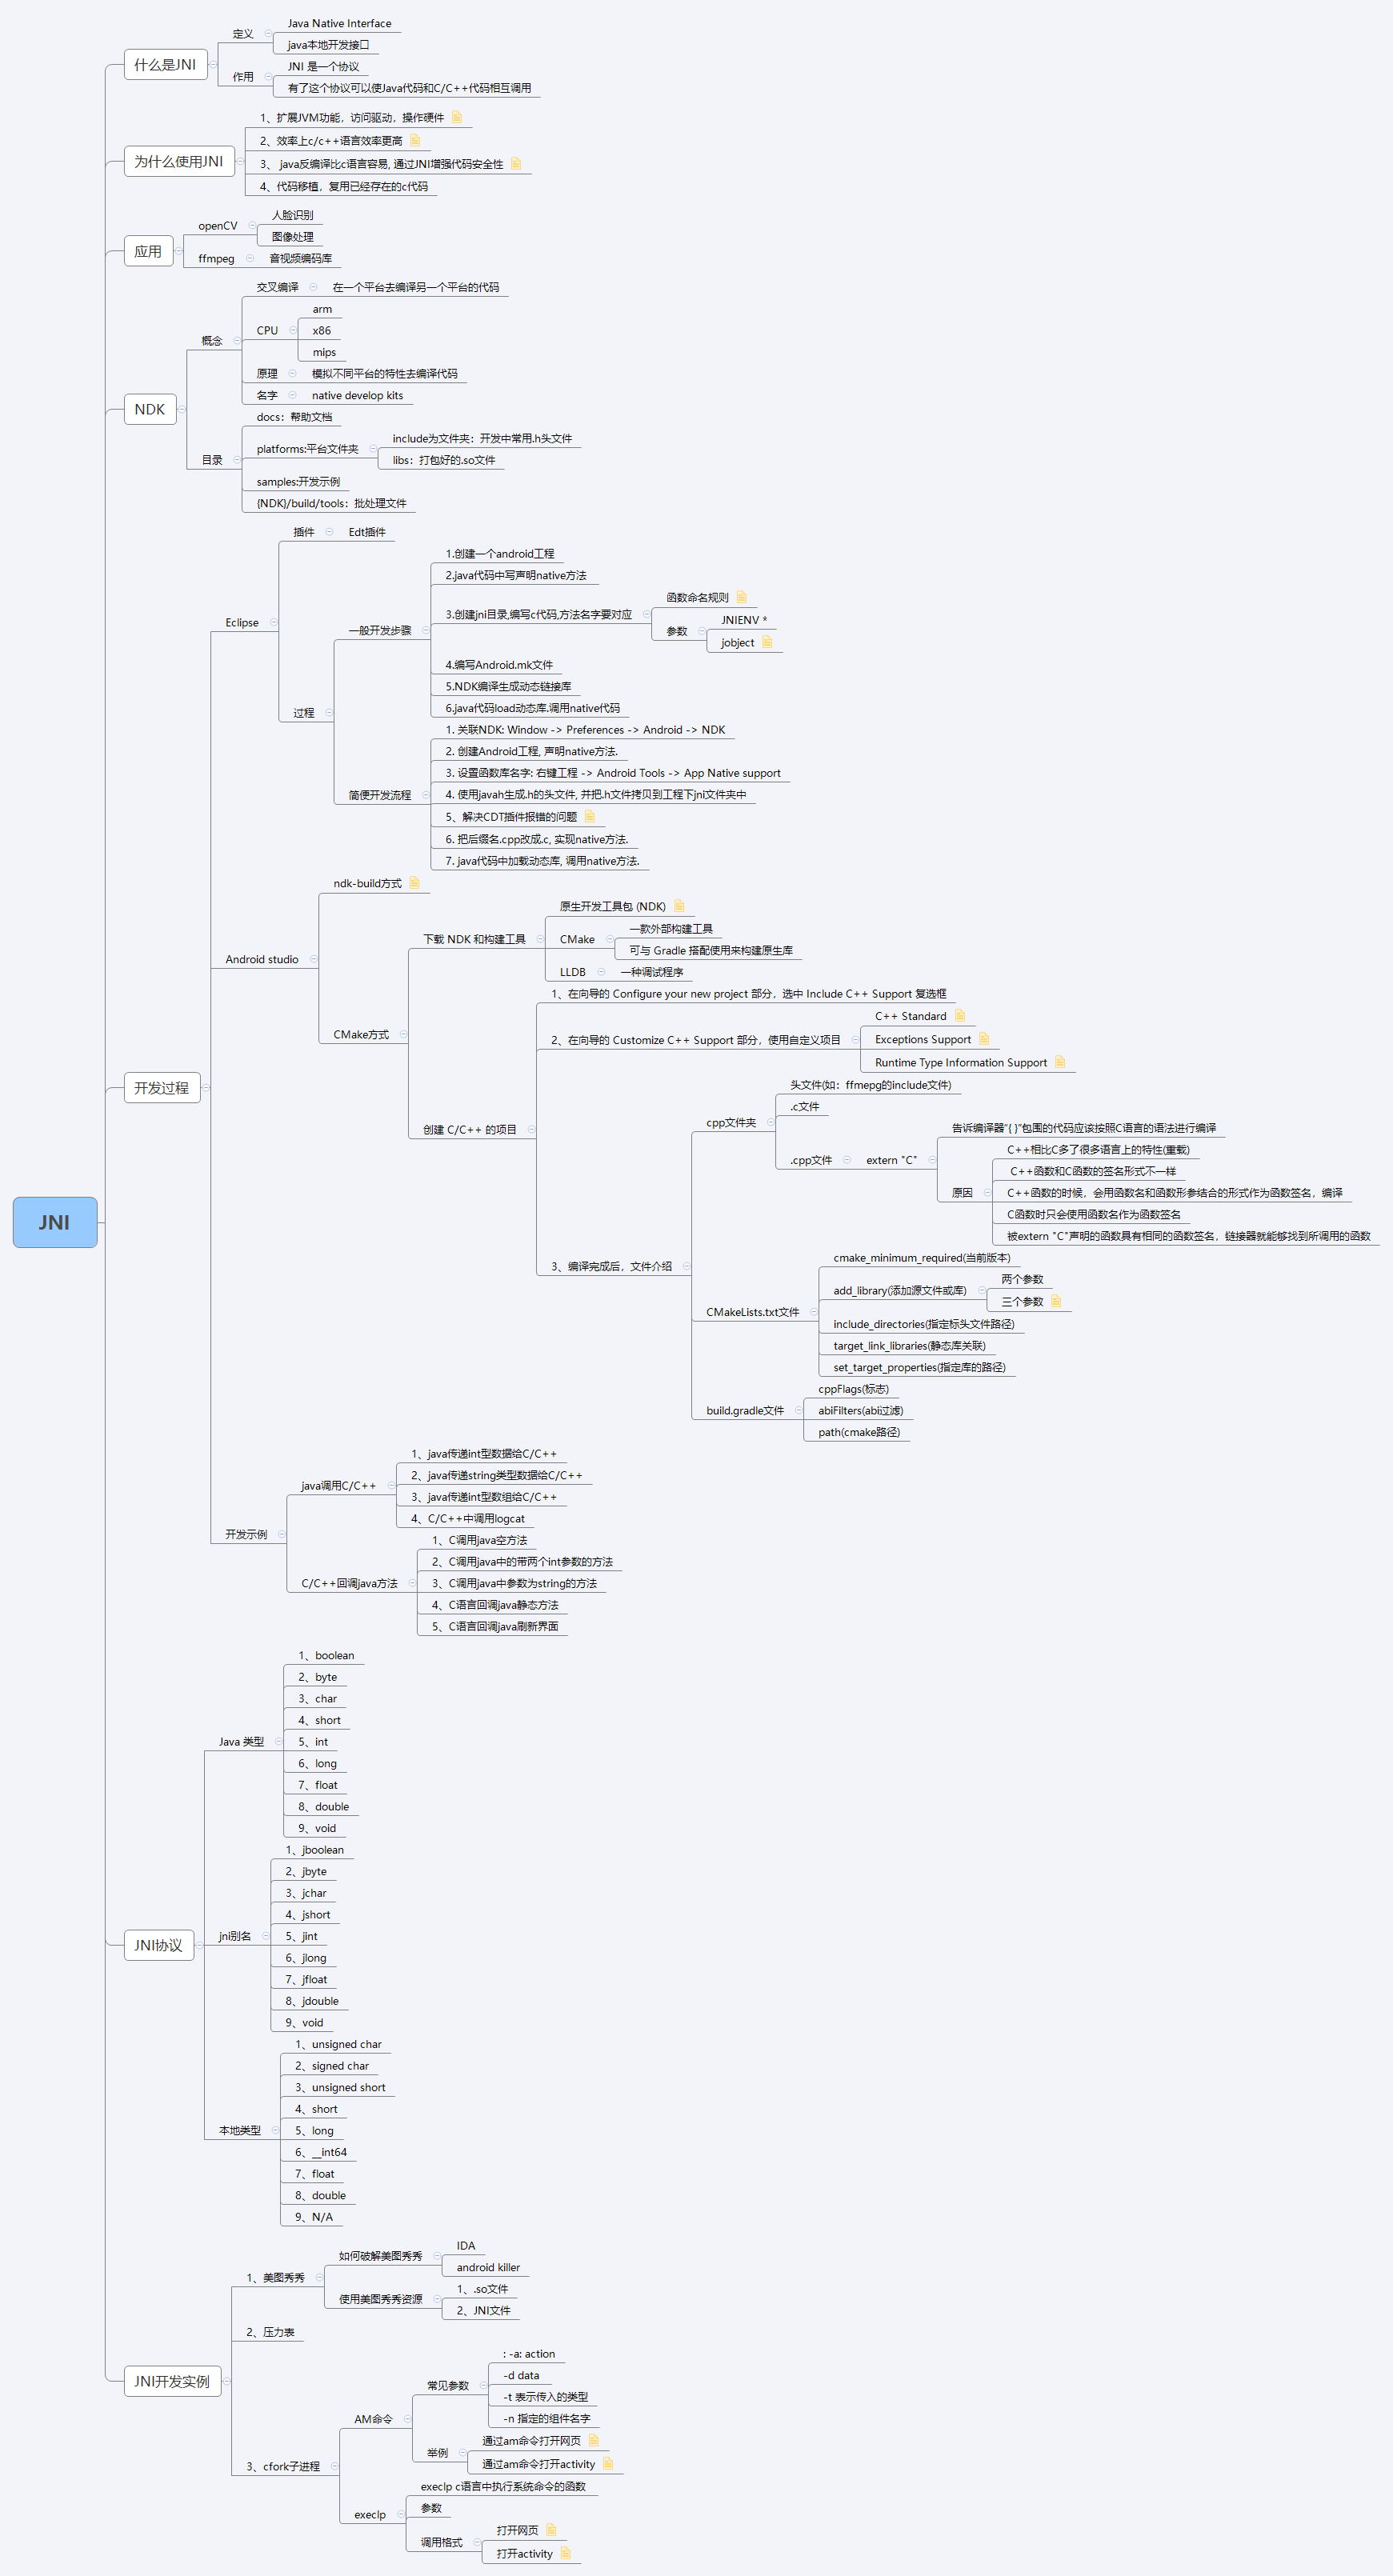 JNI
什么是JNI
定义
Java Native Interface
java本地开发接口
作用
JNI 是一个协议
有了这个协议可以使Java代码和C/C++代码相互调用
为什么使用JNI
1、扩展JVM功能，访问驱动，操作硬件
2、效率上c/c++语言效率更高
3、 java反编译比c语言容易, 通过JNI增强代码安全性
4、代码移植，复用已经存在的c代码
应用
openCV
人脸识别
图像处理
ffmpeg
音视频编码库
NDK
概念
交叉编译
在一个平台去编译另一个平台的代码
CPU
arm
x86
mips
原理
模拟不同平台的特性去编译代码
名字
native develop kits
目录
docs：帮助文档
platforms:平台文件夹
include为文件夹：开发中常用.h头文件
libs：打包好的.so文件
samples:开发示例
{NDK}/build/tools：批处理文件
开发过程
Eclipse
插件
Edt插件
过程
一般开发步骤
1.创建一个android工程
2.java代码中写声明native方法
3.创建jni目录,编写c代码,方法名字要对应
函数命名规则
参数
JNIENV *
jobject
4.编写Android.mk文件
5.NDK编译生成动态链接库
6.java代码load动态库.调用native代码
简便开发流程
1. 关联NDK: Window -> Preferences -> Android -> NDK
2. 创建Android工程, 声明native方法.
3. 设置函数库名字: 右键工程 -> Android Tools -> App Native support
4. 使用javah生成.h的头文件, 并把.h文件拷贝到工程下jni文件夹中
5、解决CDT插件报错的问题
6. 把后缀名.cpp改成.c, 实现native方法.
7. java代码中加载动态库, 调用native方法.
Android studio
ndk-build方式
CMake方式
下载 NDK 和构建工具
原生开发工具包 (NDK)
CMake
一款外部构建工具
可与 Gradle 搭配使用来构建原生库
LLDB
一种调试程序
创建 C/C++ 的项目
1、在向导的 Configure your new project 部分，选中 Include C++ Support 复选框
2、在向导的 Customize C++ Support 部分，使用自定义项目
C++ Standard
Exceptions Support
Runtime Type Information Support
3、编译完成后，文件介绍
cpp文件夹
头文件(如：ffmepg的include文件)
.c文件
.cpp文件
extern "C"
告诉编译器"{ }"包围的代码应该按照C语言的语法进行编译
原因
C++相比C多了很多语言上的特性(重载)
C++函数和C函数的签名形式不一样
C++函数的时候，会用函数名和函数形参结合的形式作为函数签名，编译
C函数时只会使用函数名作为函数签名
被extern "C"声明的函数具有相同的函数签名，链接器就能够找到所调用的函数
CMakeLists.txt文件
cmake_minimum_required(当前版本)
add_library(添加源文件或库)
两个参数
三个参数
include_directories(指定标头文件路径)
target_link_libraries(静态库关联)
set_target_properties(指定库的路径)
build.gradle文件
cppFlags(标志)
abiFilters(abi过滤)
path(cmake路径)
开发示例
java调用C/C++
1、java传递int型数据给C/C++
2、java传递string类型数据给C/C++
3、java传递int型数组给C/C++
4、C/C++中调用logcat
C/C++回调java方法
1、C调用java空方法
2、C调用java中的带两个int参数的方法
3、C调用java中参数为string的方法
4、C语言回调java静态方法
5、C语言回调java刷新界面
JNI协议
Java 类型
1、boolean
2、byte
3、char
4、short
5、int
6、long
7、float
8、double
9、void
jni别名
1、jboolean
2、jbyte
3、jchar
4、jshort
5、jint
6、jlong
7、jfloat
8、jdouble
9、void
本地类型
1、unsigned char
2、signed char
3、unsigned short
4、short
5、long
6、__int64
7、float
8、double
9、N/A
JNI开发实例
1、美图秀秀
如何破解美图秀秀
IDA
android killer
使用美图秀秀资源
1、.so文件
2、JNI文件
2、压力表
3、cfork子进程
AM命令
常见参数
: -a: action
-d data
-t 表示传入的类型
-n 指定的组件名字
举例
通过am命令打开网页
通过am命令打开activity
execlp
execlp c语言中执行系统命令的函数
参数
调用格式
打开网页
打开activity